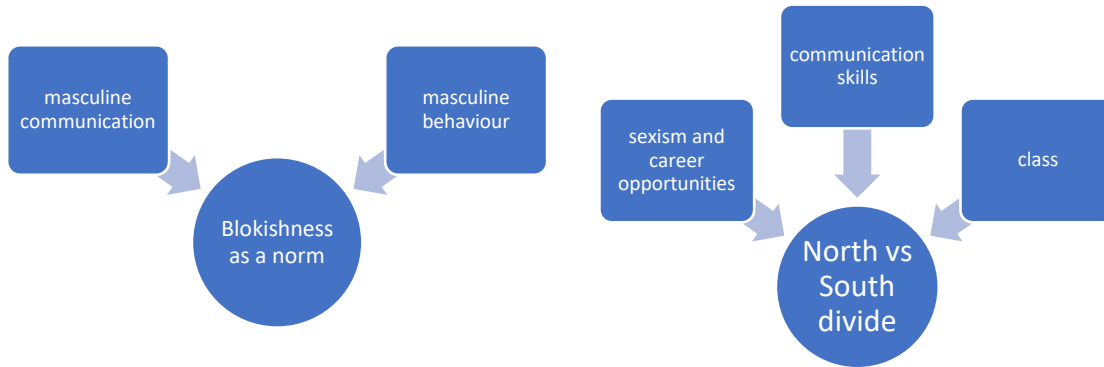 masculine
communication
masculine
behaviour
Blokishness
as a norm
communication
skills
sexism and
career
opportunities
class
North vs
South
divide